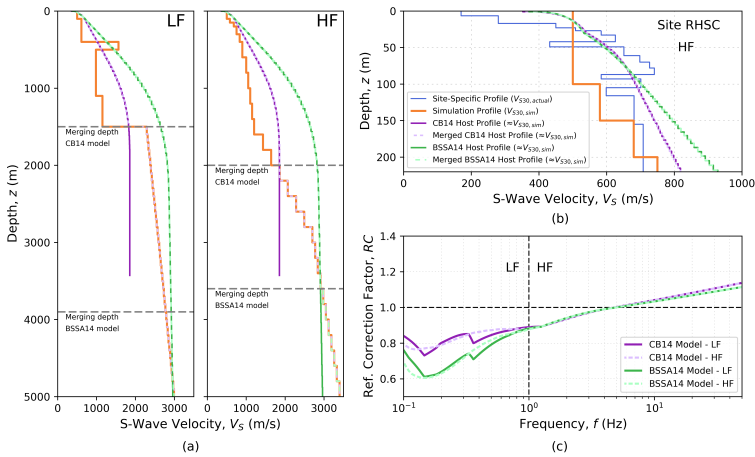 LF
HF
0
1000
2000
3000
4000
5000
Depth, z (m)
Merging depth
CB14 model
Merging depth
BSSA14 model
Merging depth
CB14 model
Merging depth
BSSA14 model
0 1000 2000 3000
0 1000 2000 3000
S-Wave Velocity, V_S (m/s)
(a)
Site RHSC
HF
0
50
100
150
200
Depth, z (m)
Site-Specific Profile (V_S30,actual)
Simulation Profile (V_S30,sim)
CB14 Host Profile (≈V_S30,sim)
Merged CB14 Host Profile (≈V_S30,sim)
BSSA14 Host Profile (≈V_S30,sim)
Merged BSSA14 Host Profile (≈V_S30,sim)
0 200 400 600 800 1000
S-Wave Velocity, V_S (m/s)
(b)
1.4
1.2
1.0
0.8
0.6
Ref. Correction Factor, RC
LF HF
CB14 Model - LF
CB14 Model - HF
BSSA14 Model - LF
BSSA14 Model - HF
10⁻¹ 10⁰ 10¹
Frequency, f (Hz)
(c)